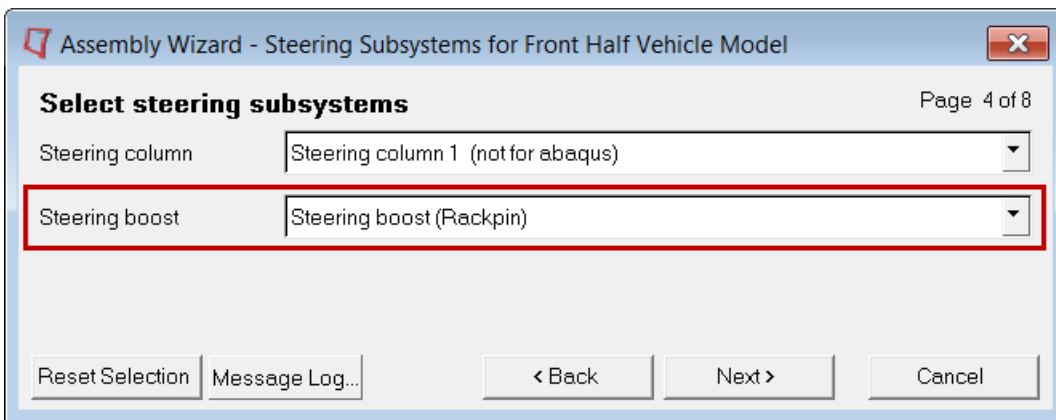 Assembly Wizard - Steering Subsystems for Front Half Vehicle Model
Select steering subsystems
Page 4 of 8
Steering column
Steering column 1 (not for abaqus)
Steering boost
Steering boost (Rackpin)
Reset Selection
Message Log...
< Back
Next >
Cancel